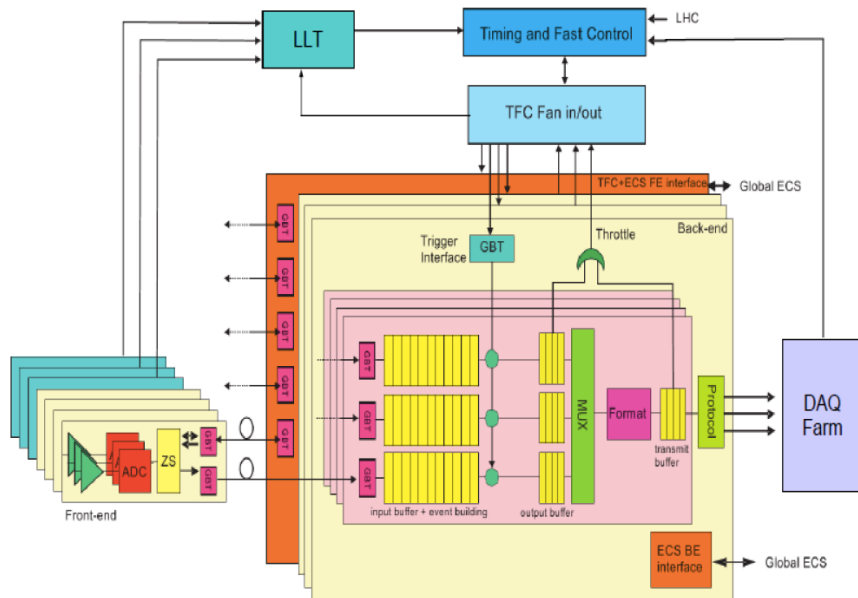 LLT
Timing and Fast Control
LHC
TFC Fan in/out
TFC+ECS FE interface
Global ECS
Back-end
GBT
GBT
GBT
GBT
GBT
Trigger
Interface
GBT
Throttle
GBT
GBT
GBT
MUX
Format
Protocol
DAQ
Farm
transmit
buffer
input buffer + event building
output buffer
ADC
ZS
GBT
GBT
Front-end
ECS BE
interface
Global ECS